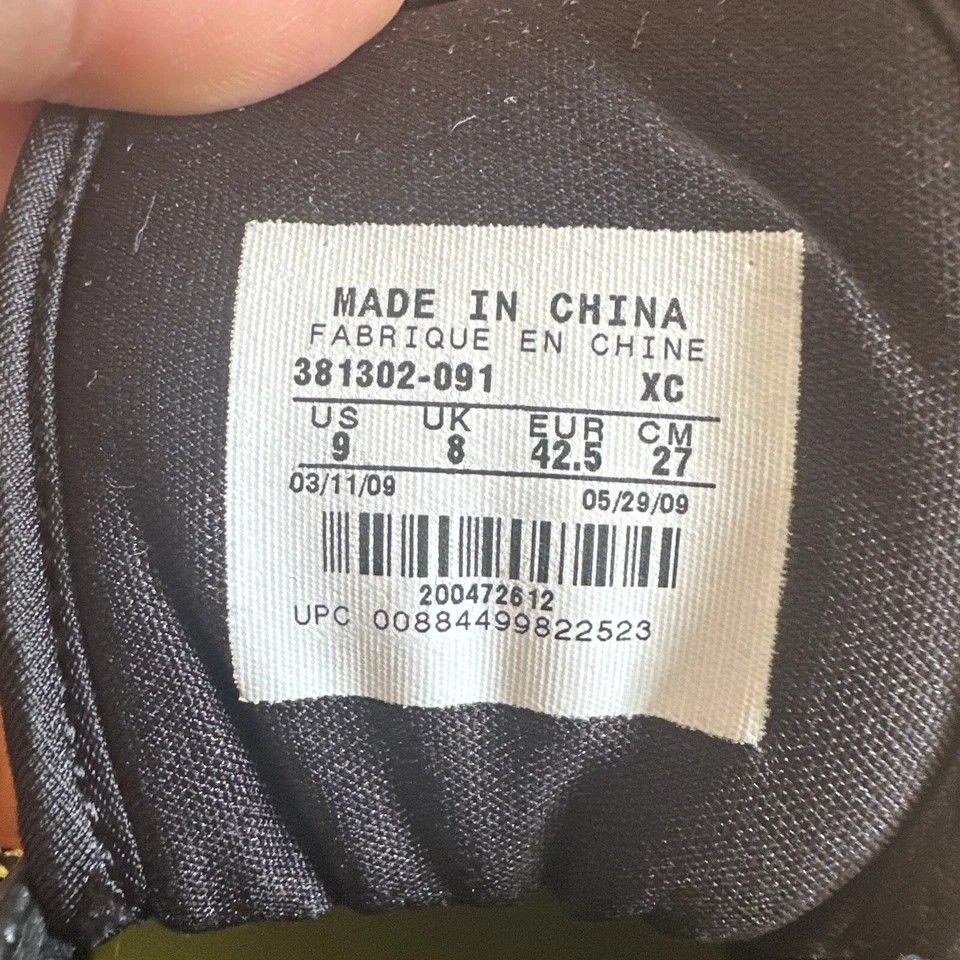 MADE IN CHINA
FABRIQUE EN CHINE
381302-091 XC
US UK EUR CM
9 8 42.5 27
03/11/09 05/29/09
200472612
UPC 00884499822523